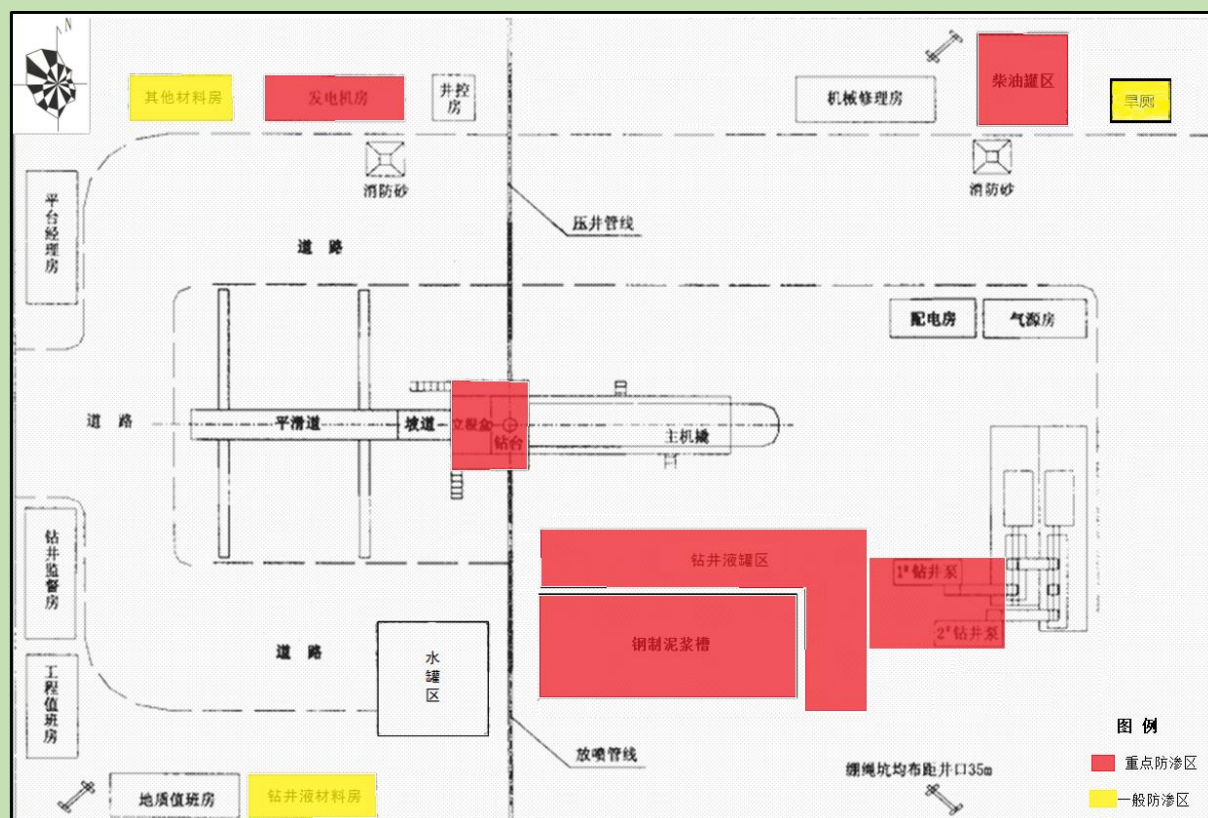 N
其他材料房
发电机房
井控房
机械修理房
柴油罐区
旱厕
消防砂
消防砂
平台经理房
压井管线
道 路
配电房
气源房
道 路
平滑道
坡道
立根盒
钻台
主机撬
钻井监督房
钻井液罐区
1#钻井泵
钢制泥浆槽
2#钻井泵
道 路
水罐区
工程值班房
放喷管线
绷绳坑均布距井口35m
图 例
重点防渗区
一般防渗区
地质值班房
钻井液材料房